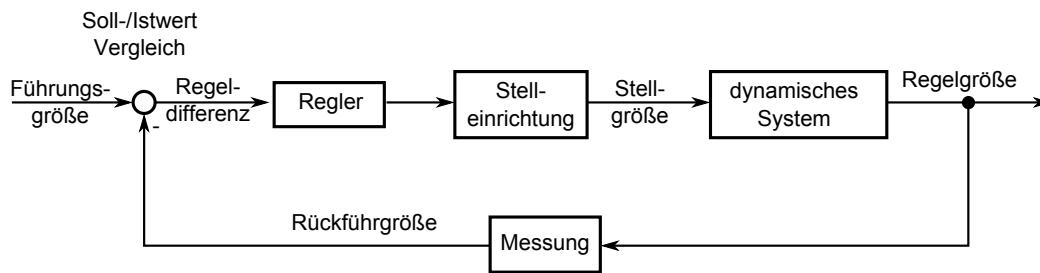 Soll-/Istwert
Vergleich
Führungs-
größe
-
Regel-
differenz
Regler
Stell-
einrichtung
Stell-
größe
dynamisches
System
Regelgröße
Rückführgröße
Messung